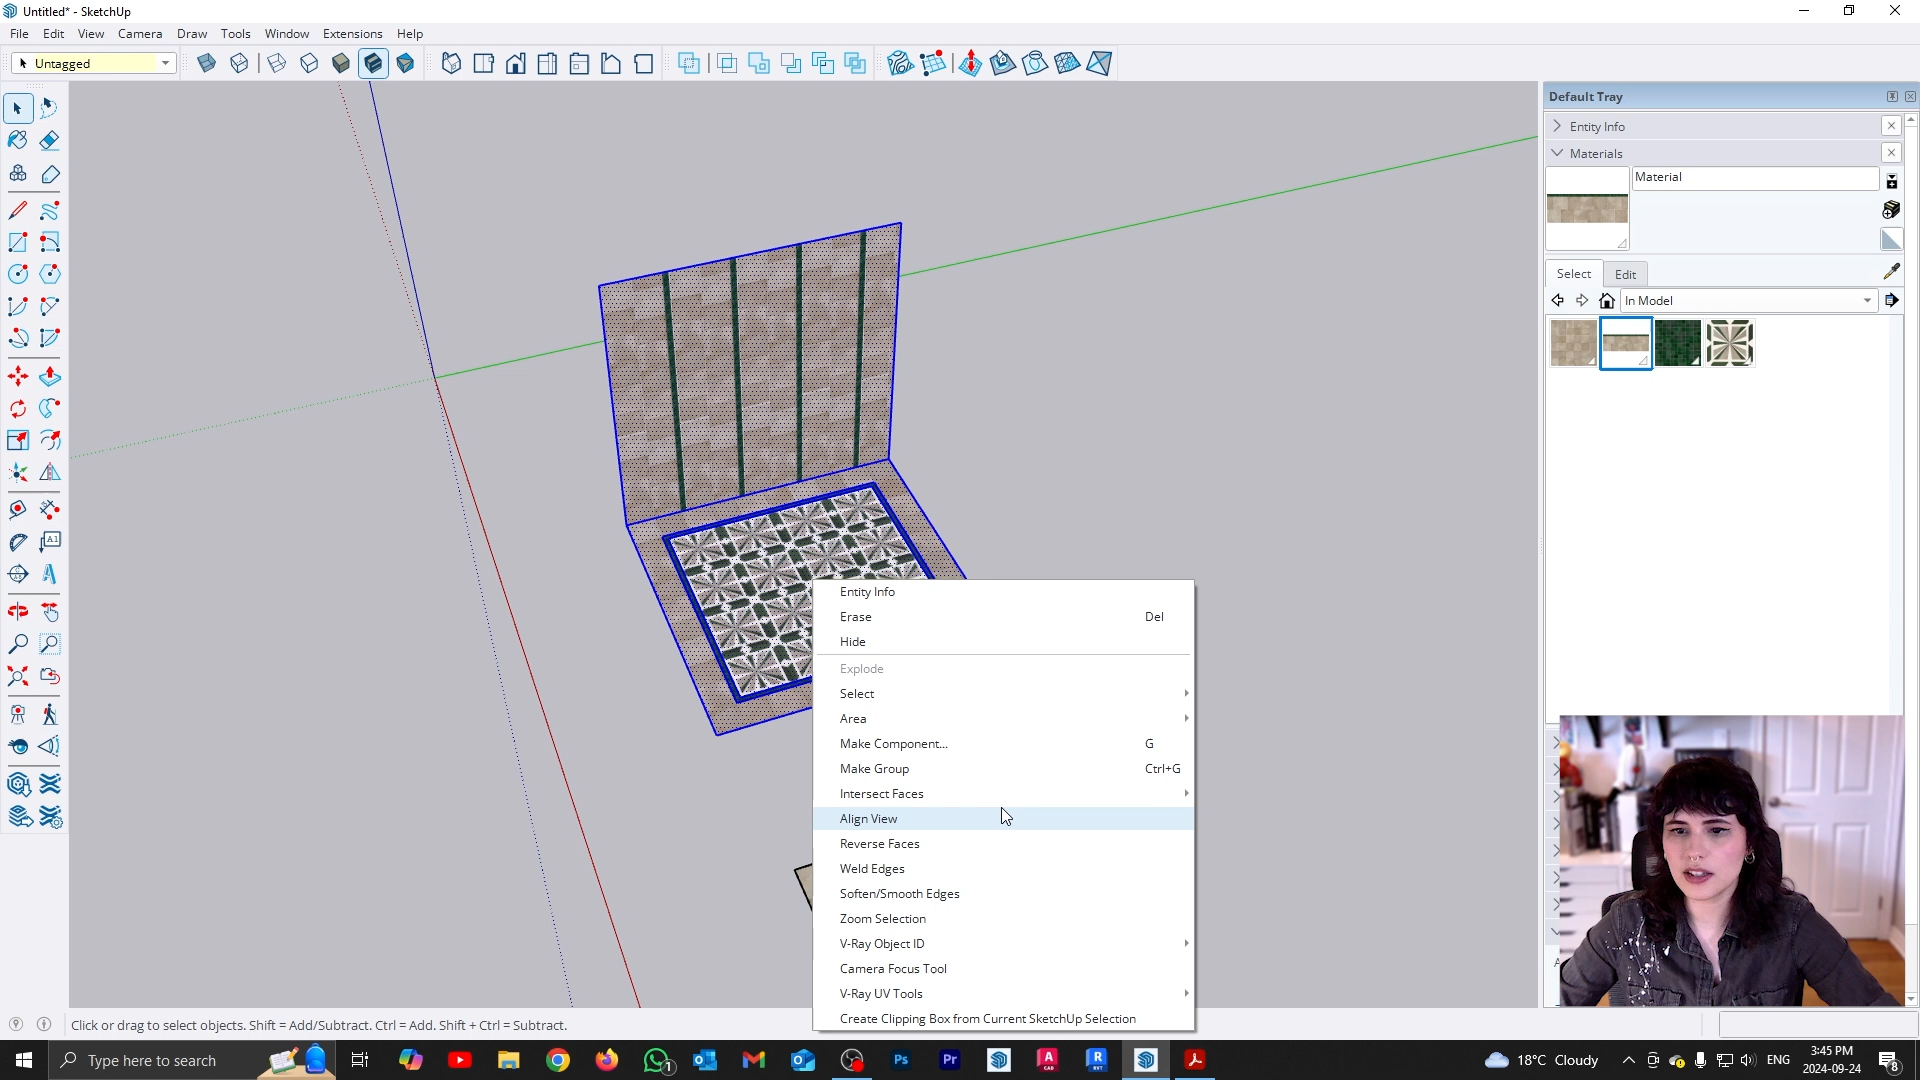 Untitled* - SketchUp
File Edit View Camera Draw Tools Window Extensions Help
Untagged
Default Tray
Entity Info
Materials
Material
Select Edit
In Model
Entity Info
Erase Del
Hide
Explode
Select
Area
Make Component... G
Make Group Ctrl+G
Intersect Faces
Align View
Reverse Faces
Weld Edges
Soften/Smooth Edges
Zoom Selection
V-Ray Object ID
Camera Focus Tool
V-Ray UV Tools
Create Clipping Box from Current SketchUp Selection
Click or drag to select objects. Shift = Add/Subtract. Ctrl = Add. Shift + Ctrl = Subtract.
Type here to search
18°C Cloudy
ENG
3:45 PM
2024-09-24
8